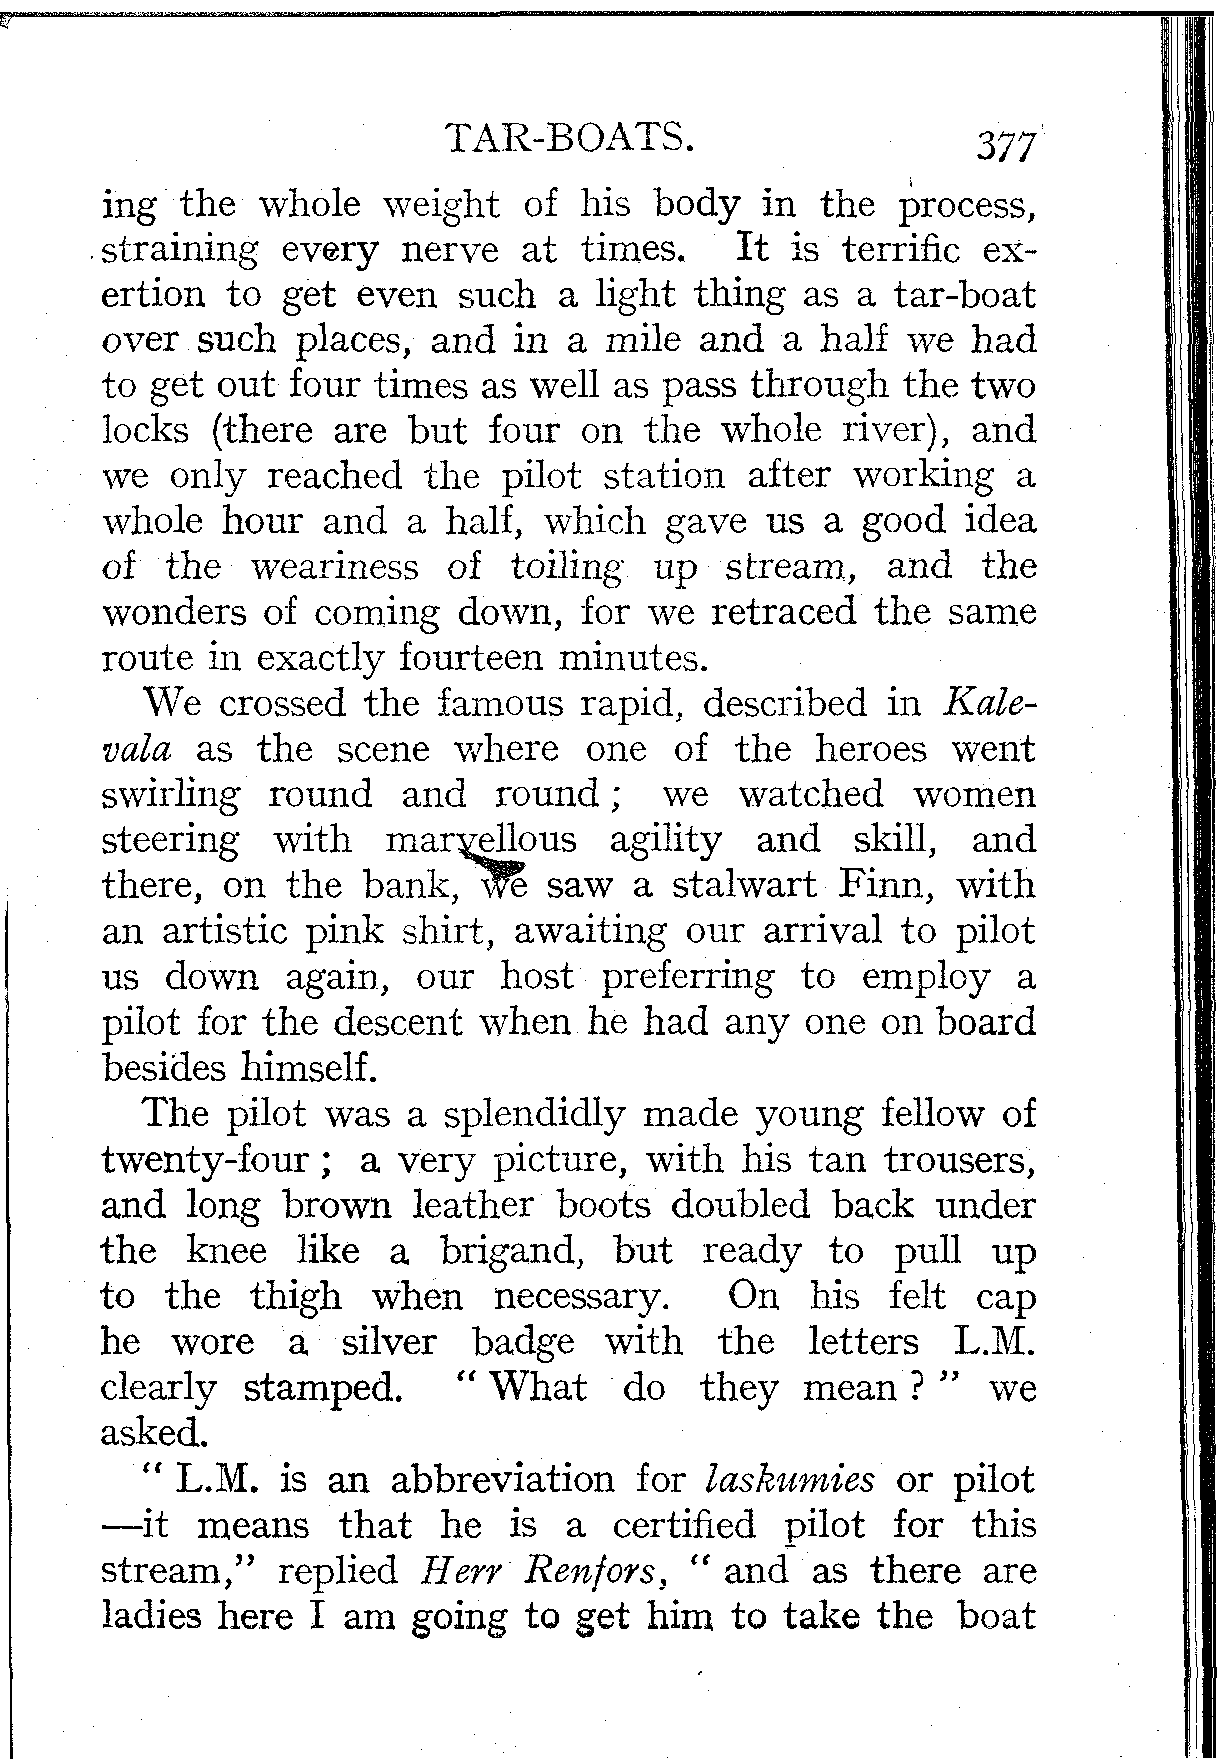 TAR-BOATS. 377
ing the whole weight of his body in the process,
straining every nerve at times. It is terrific ex-
ertion to get even such a light thing as a tar-boat
over such places, and in a mile and a half we had
to get out four times as well as pass through the two
locks (there are but four on the whole river), and
we only reached the pilot station after working a
whole hour and a half, which gave us a good idea
of the weariness of toiling up stream, and the
wonders of coming down, for we retraced the same
route in exactly fourteen minutes.
We crossed the famous rapid, described in Kale-
vala as the scene where one of the heroes went
swirling round and round ; we watched women
steering with marvellous agility and skill, and
there, on the bank, we saw a stalwart Finn, with
an artistic pink shirt, awaiting our arrival to pilot
us down again, our host preferring to employ a
pilot for the descent when he had any one on board
besides himself.
The pilot was a splendidly made young fellow of
twenty-four ; a very picture, with his tan trousers,
and long brown leather boots doubled back under
the knee like a brigand, but ready to pull up
to the thigh when necessary. On his felt cap
he wore a silver badge with the letters L.M.
clearly stamped. “ What do they mean ? ” we
asked.
“ L.M. is an abbreviation for laskumies or pilot
—it means that he is a certified pilot for this
stream,” replied Herr Renfors, “ and as there are
ladies here I am going to get him to take the boat